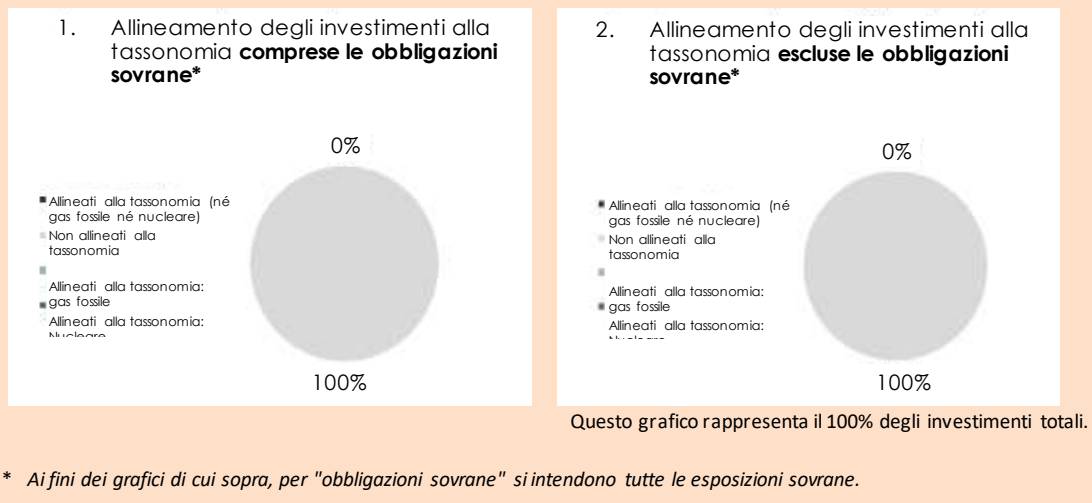 1. Allineamento degli investimenti alla
tassonomia comprese le obbligazioni
sovrane*
0%
Allineati alla tassonomia (né
gas fossile né nucleare)
Non allineati alla
tassonomia
Allineati alla tassonomia:
gas fossile
Allineati alla tassonomia:
Nucleare
100%
2. Allineamento degli investimenti alla
tassonomia escluse le obbligazioni
sovrane*
0%
Allineati alla tassonomia (né
gas fossile né nucleare)
Non allineati alla
tassonomia
Allineati alla tassonomia:
gas fossile
Allineati alla tassonomia:
100%
Questo grafico rappresenta il 100% degli investimenti totali.
* Ai fini dei grafici di cui sopra, per "obbligazioni sovrane" si intendono tutte le esposizioni sovrane.